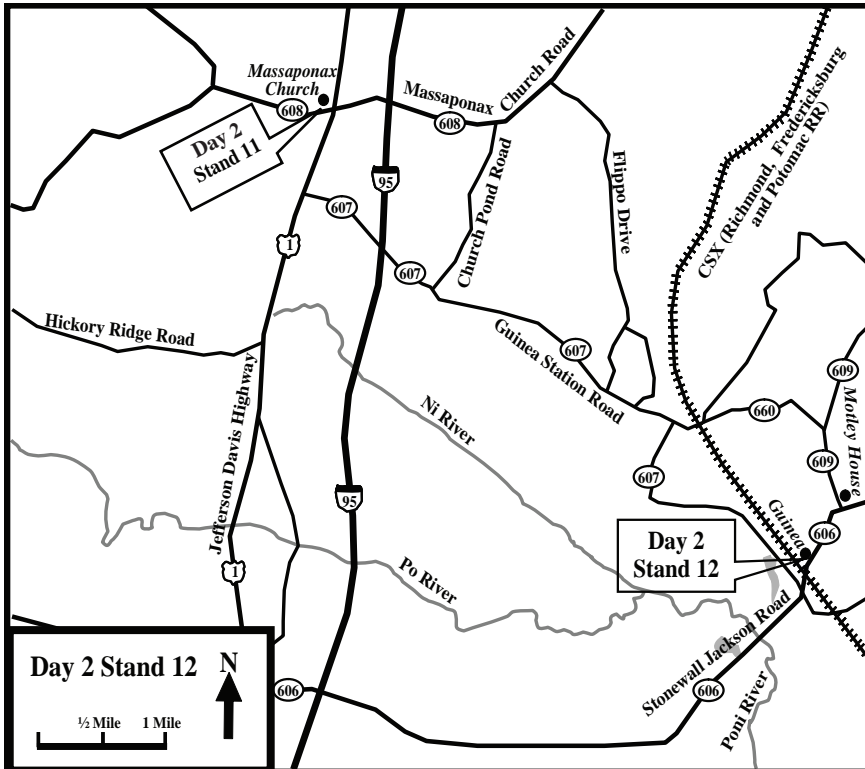 Massaponax
Church
608
Massaponax
Church Road
608
Day 2
Stand 11
95
CSX (Richmond, Fredericksburg
and Potomac RR)
607
Church Pond Road
Flippo Drive
1
607
Hickory Ridge Road
Guinea Station Road
607
609
Motley House
Jefferson Davis Highway
Ni River
660
609
607
95
Guinea
606
Day 2
Stand 12
1
Po River
Stonewall Jackson Road
606
606
Poni River
Day 2 Stand 12
N
½ Mile
1 Mile